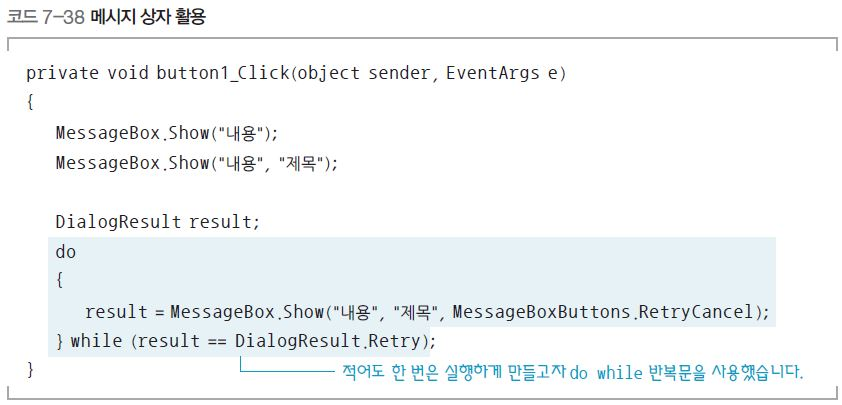 코드 7-38 메시지 상자 활용
private void button1_Click(object sender, EventArgs e)
{
MessageBox.Show("내용");
MessageBox.Show("내용", "제목");
DialogResult result;
do
{
result = MessageBox.Show("내용", "제목", MessageBoxButtons.RetryCancel);
} while (result == DialogResult.Retry);
}
적어도 한 번은 실행하게 만들고자 do while 반복문을 사용했습니다.